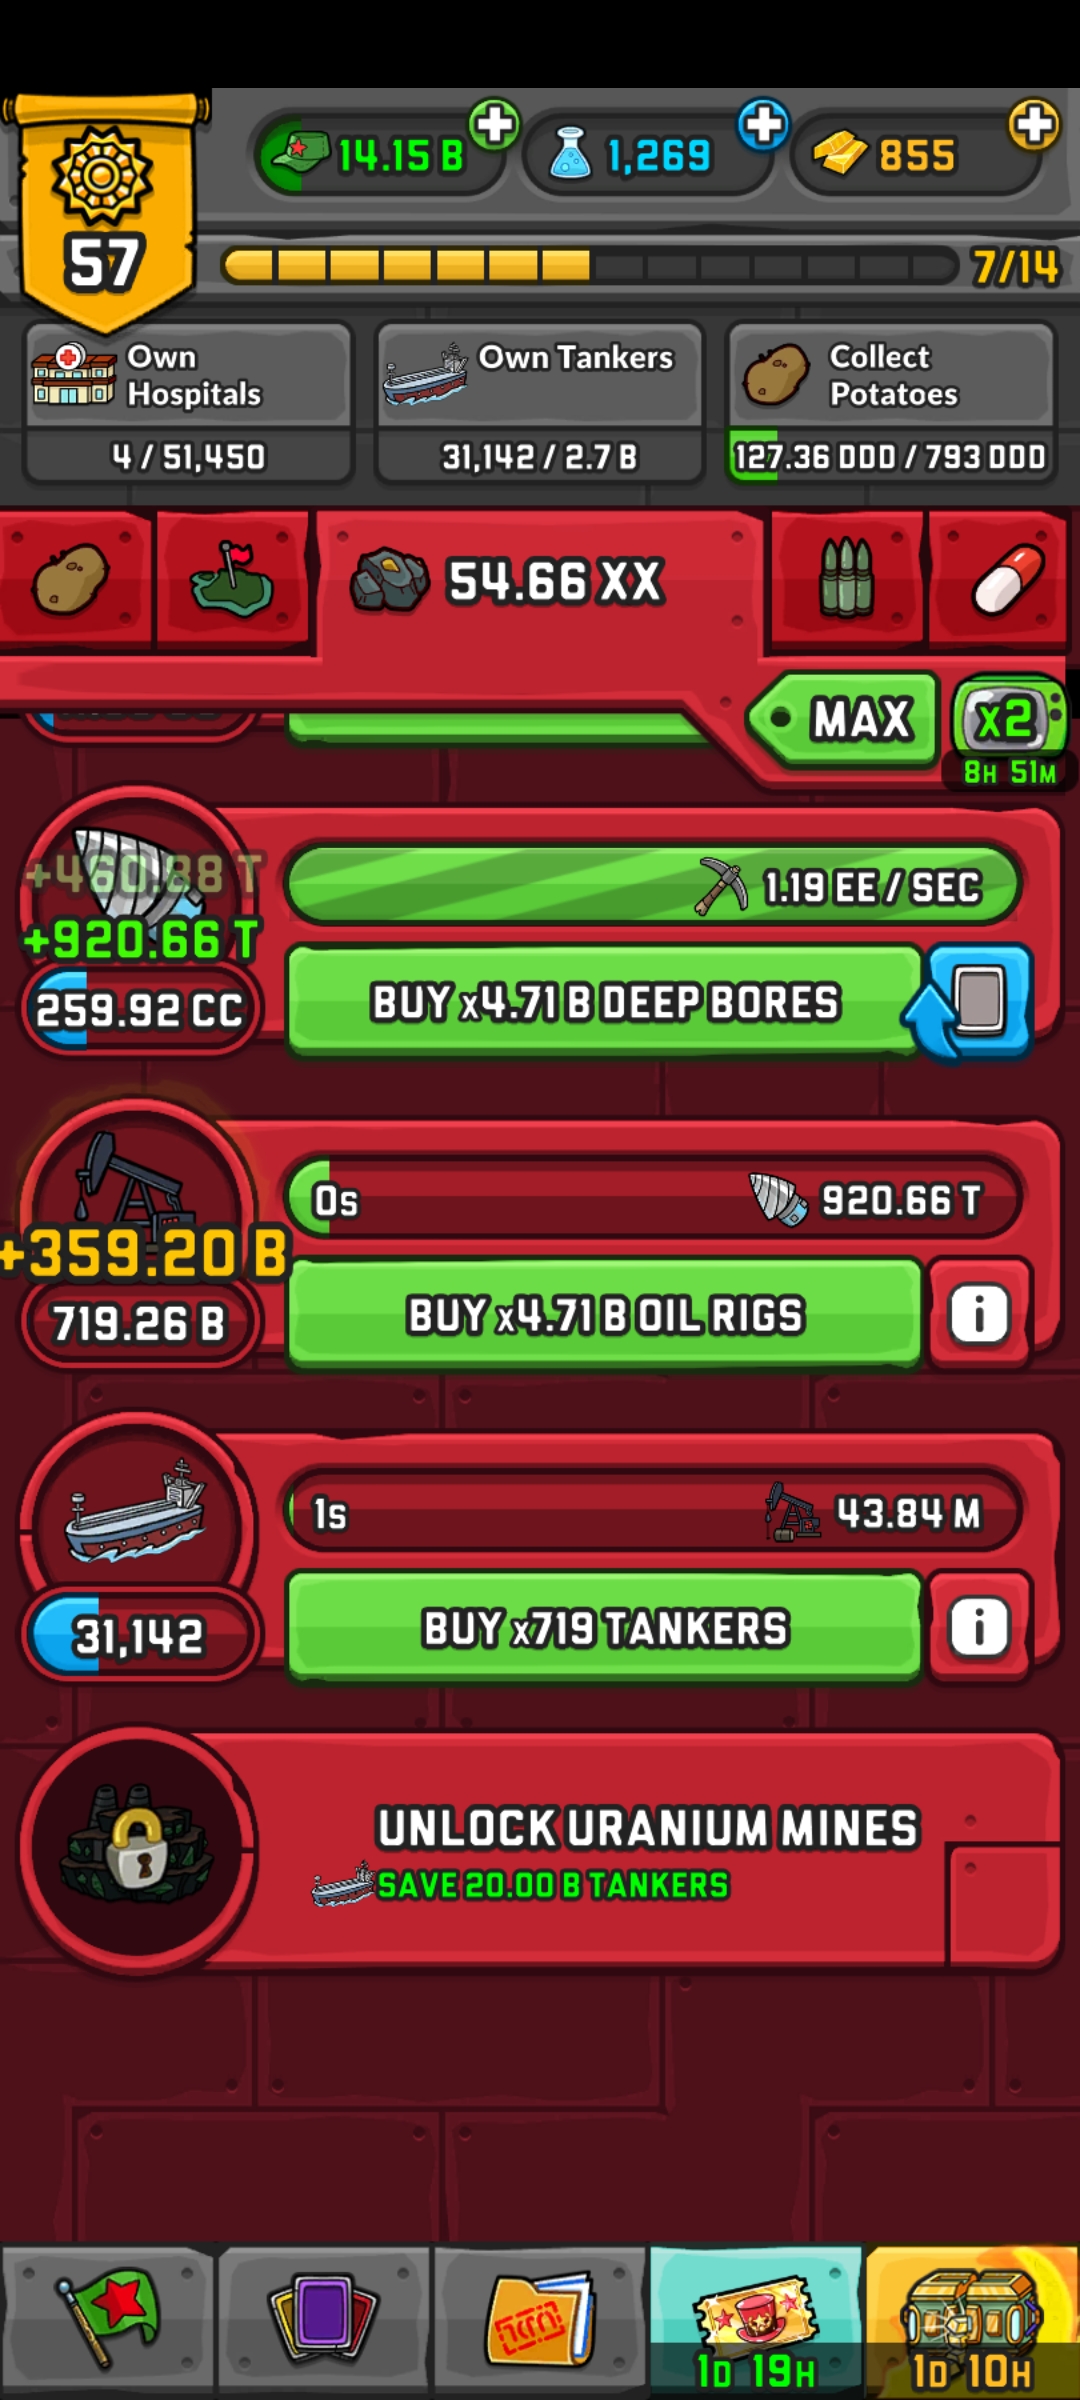 14.15 B
1,269
855
57
7/14
Own
Hospitals
4 / 51,450
Own Tankers
31,142 / 2.7 B
Collect
Potatoes
127.36 DDD / 793 DDD
54.66 XX
MAX
x2
8H 51M
+460.88 T
+920.66 T
259.92 CC
1.19 EE / SEC
BUY x4.71 B DEEP BORES
+359.20 B
719.26 B
0s
920.66 T
BUY x4.71 B OIL RIGS
i
31,142
1s
43.84 M
BUY x719 TANKERS
i
UNLOCK URANIUM MINES
SAVE 20.00 B TANKERS
1D 19H
1D 10H